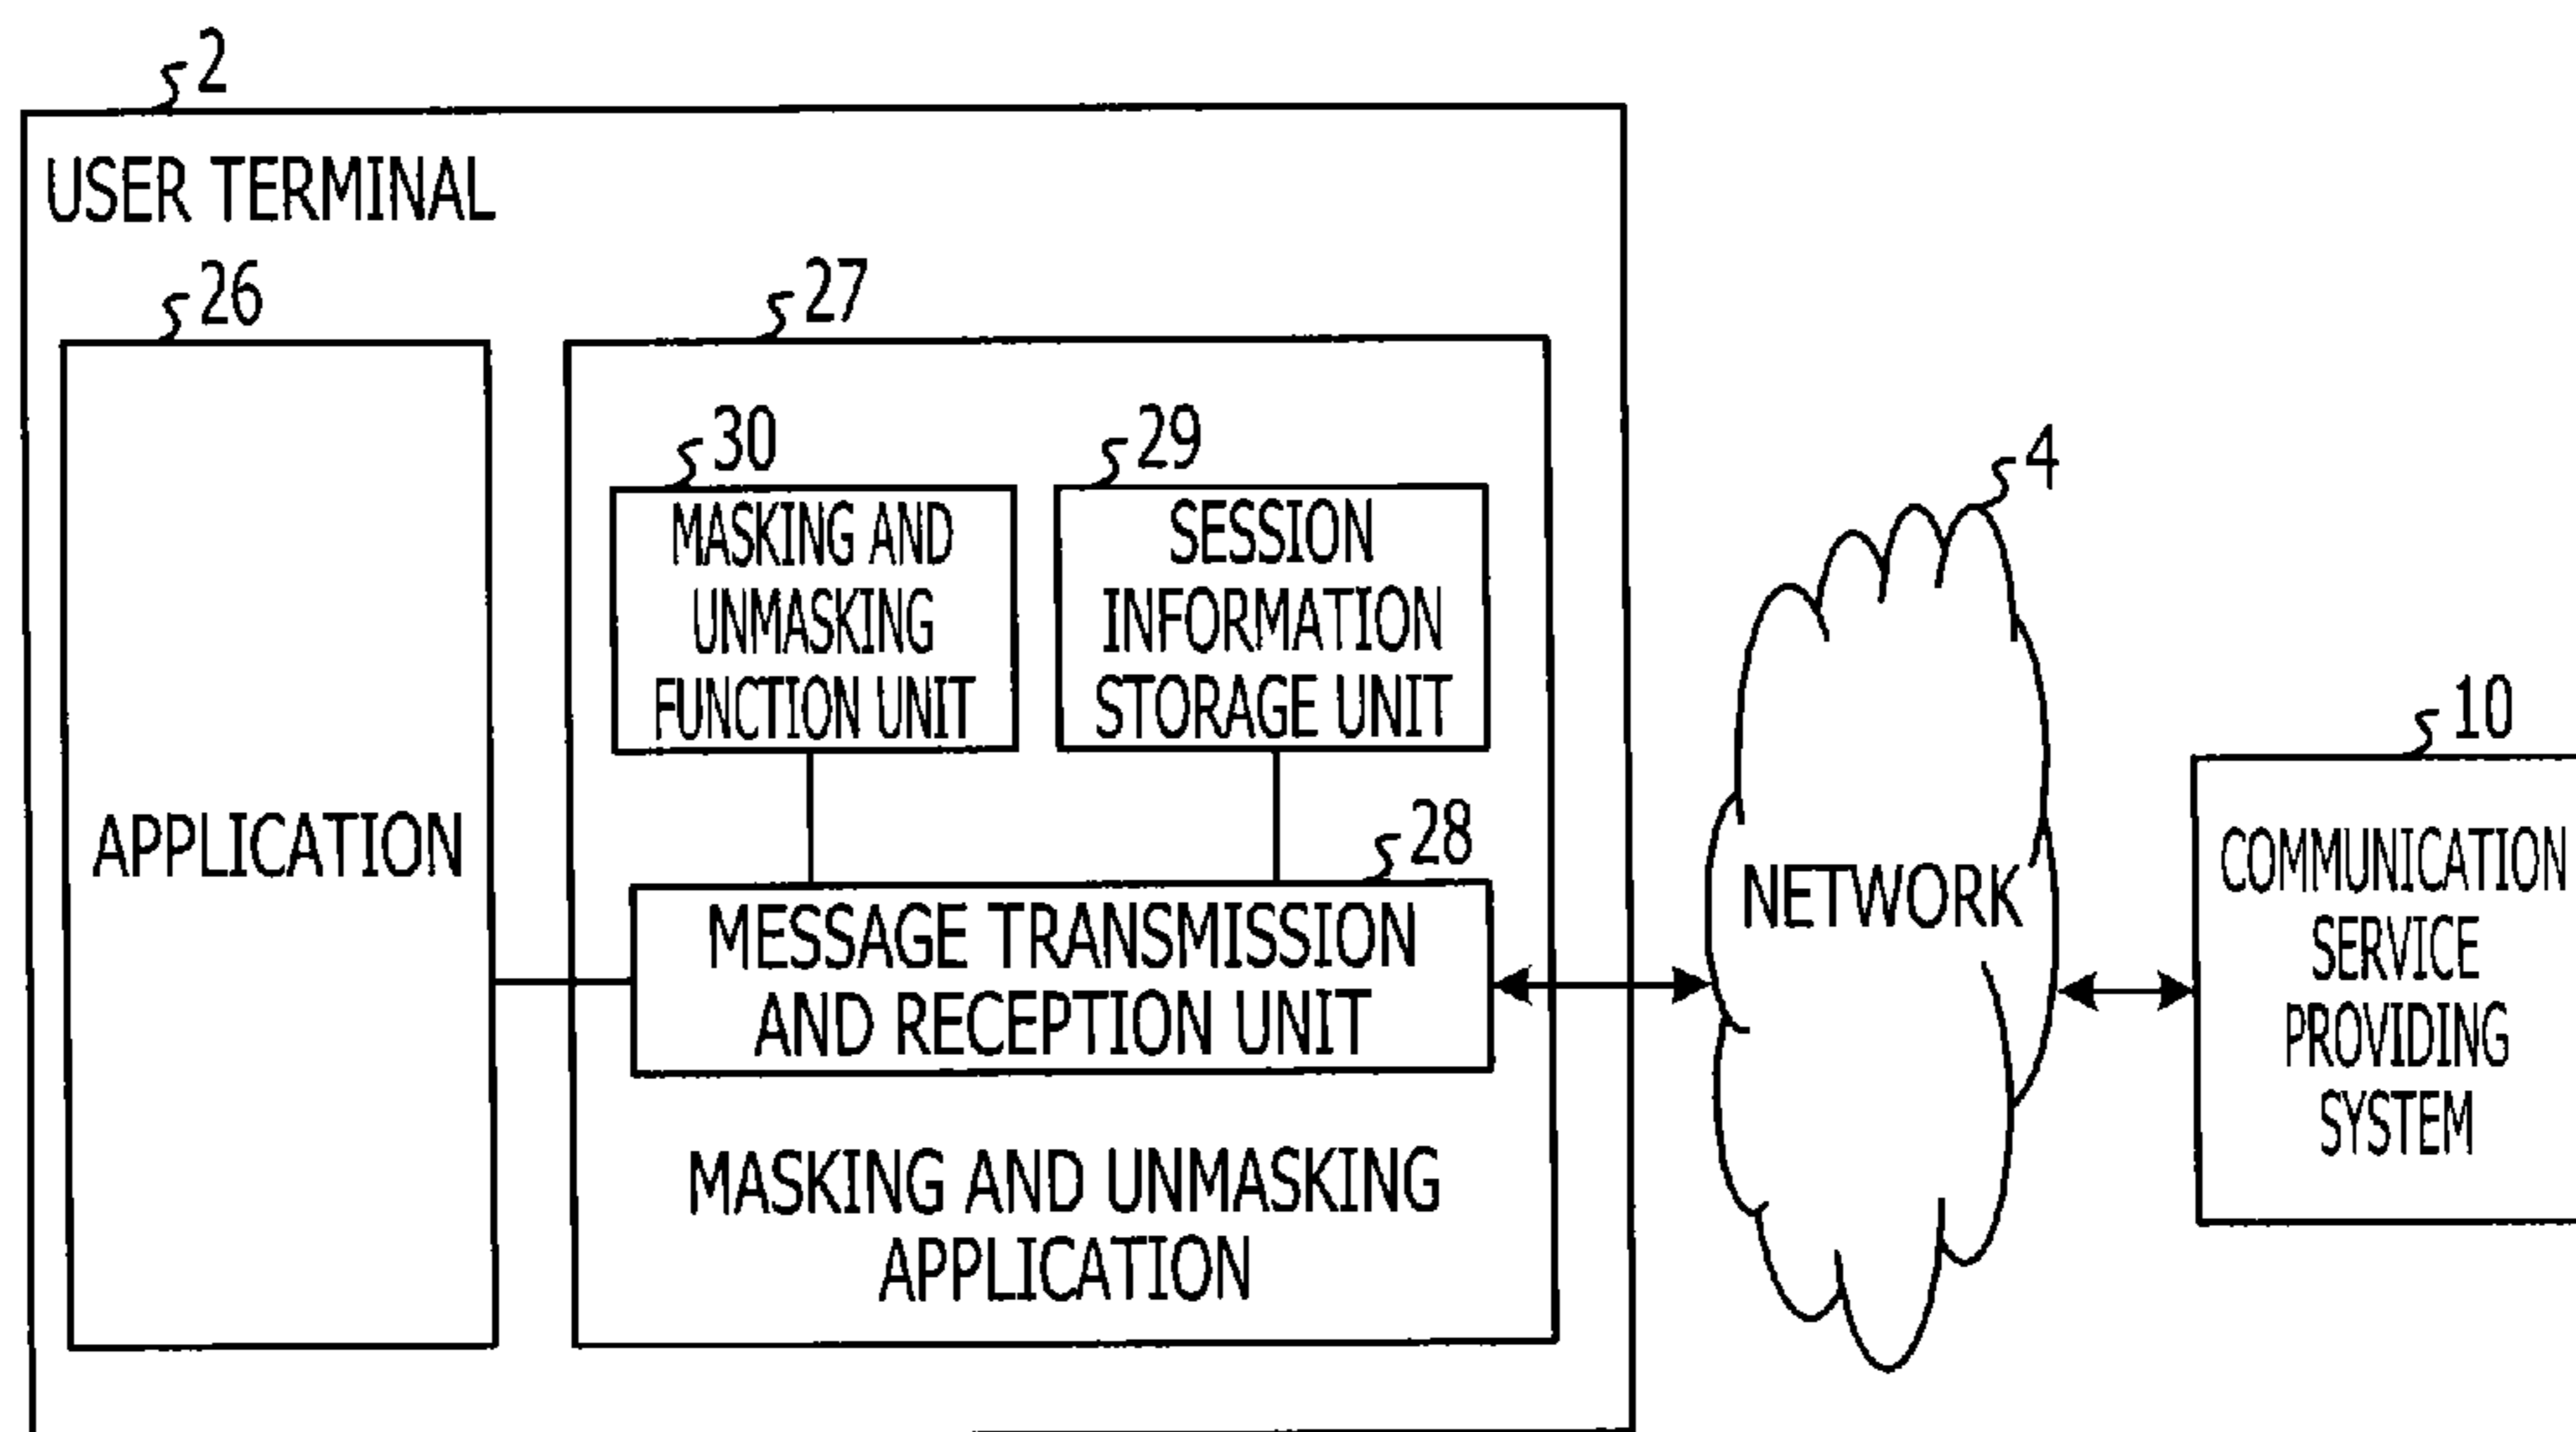 2
USER TERMINAL
26
27
APPLICATION
30
29
MASKING AND
UNMASKING
FUNCTION UNIT
SESSION
INFORMATION
STORAGE UNIT
28
MESSAGE TRANSMISSION
AND RECEPTION UNIT
MASKING AND UNMASKING
APPLICATION
4
NETWORK
10
COMMUNICATION
SERVICE
PROVIDING
SYSTEM